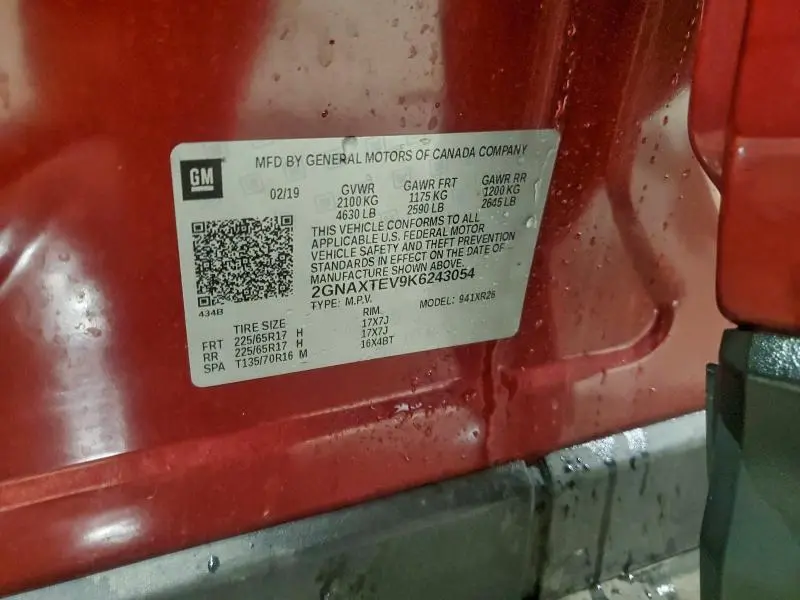 GM
MFD BY GENERAL MOTORS OF CANADA COMPANY
02/19 GVWR GAWR FRT GAWR RR
2100 KG 1175 KG 1200 KG
4630 LB 2590 LB 2645 LB
THIS VEHICLE CONFORMS TO ALL
APPLICABLE U.S. FEDERAL MOTOR
VEHICLE SAFETY AND THEFT PREVENTION
STANDARDS IN EFFECT ON THE DATE OF
MANUFACTURE SHOWN ABOVE.
2GNAXTEV9K6243054
TYPE: M.P.V. MODEL: 941XR26
434B
TIRE SIZE RIM
FRT 225/65R17 H 17X7J
RR 225/65R17 H 17X7J
SPA T135/70R16 M 16X4BT